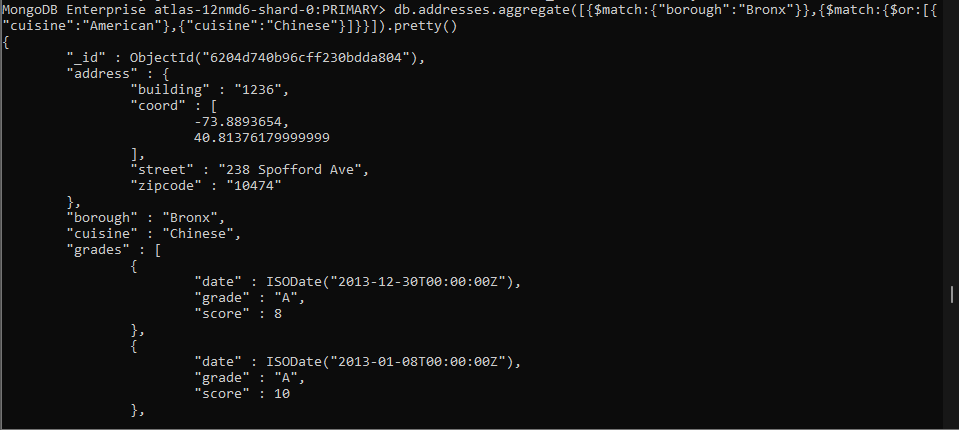 MongoDB Enterprise atlas-12nmd6-shard-0:PRIMARY> db.addresses.aggregate([{$match:{"borough":"Bronx"}},{$match:{$or:[{
"cuisine":"American"},{"cuisine":"Chinese"}]}}]).pretty()
{
        "_id" : ObjectId("6204d740b96cff230bdda804"),
        "address" : {
                "building" : "1236",
                "coord" : [
                        -73.8893654,
                        40.81376179999999
                ],
                "street" : "238 Spofford Ave",
                "zipcode" : "10474"
        },
        "borough" : "Bronx",
        "cuisine" : "Chinese",
        "grades" : [
                {
                        "date" : ISODate("2013-12-30T00:00:00Z"),
                        "grade" : "A",
                        "score" : 8
                },
                {
                        "date" : ISODate("2013-01-08T00:00:00Z"),
                        "grade" : "A",
                        "score" : 10
                },